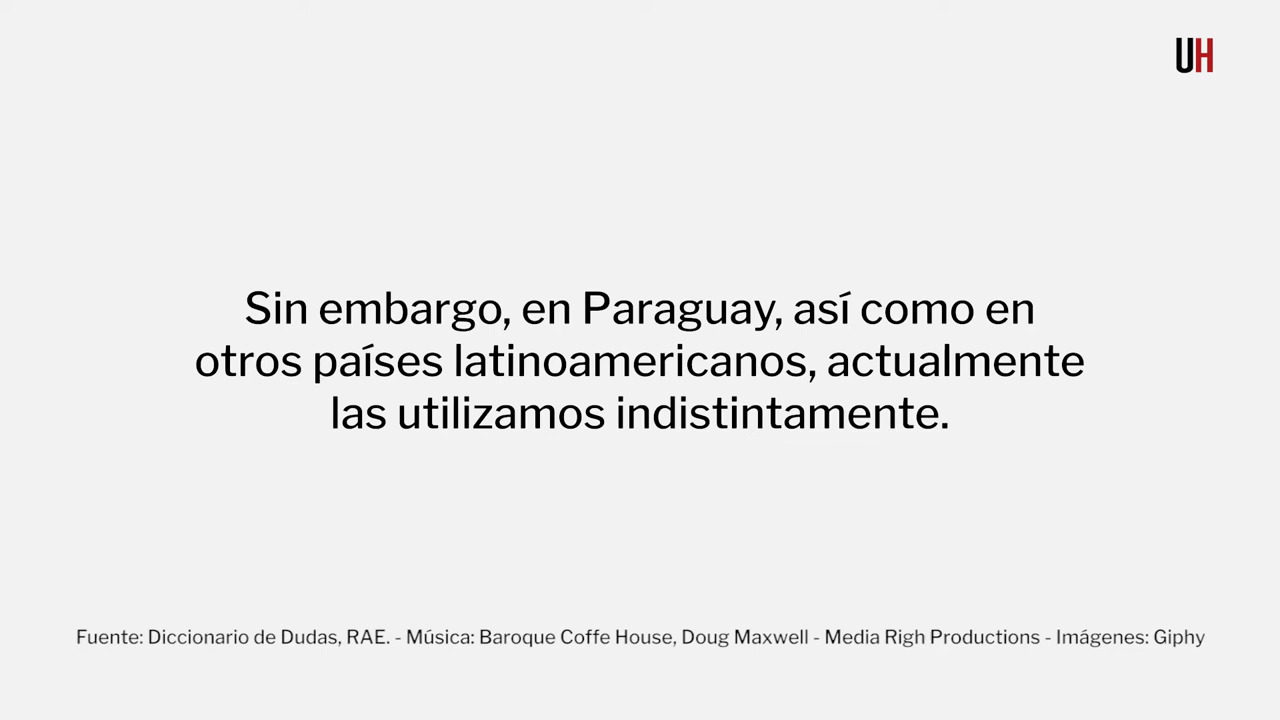 UH
Sin embargo, en Paraguay, así como en
otros países latinoamericanos, actualmente
las utilizamos indistintamente.
Fuente: Diccionario de Dudas, RAE. - Música: Baroque Coffe House, Doug Maxwell - Media Righ Productions - Imágenes: Giphy